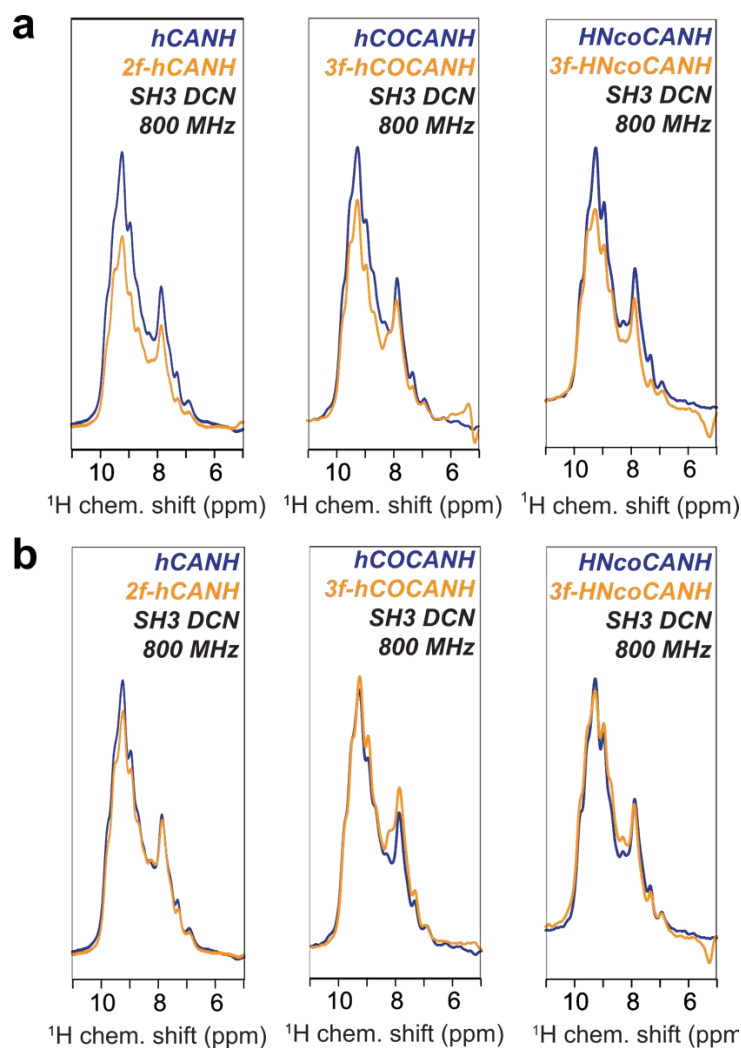 a
hCANH
2f-hCANH
SH3 DCN
800 MHz
10 8 6
¹H chem. shift (ppm)
hCOCANH
3f-hCOCANH
SH3 DCN
800 MHz
10 8 6
¹H chem. shift (ppm)
HNcoCANH
3f-HNcoCANH
SH3 DCN
800 MHz
10 8 6
¹H chem. shift (ppm)
b
hCANH
2f-hCANH
SH3 DCN
800 MHz
10 8 6
¹H chem. shift (ppm)
hCOCANH
3f-hCOCANH
SH3 DCN
800 MHz
10 8 6
¹H chem. shift (ppm)
HNcoCANH
3f-HNcoCANH
SH3 DCN
800 MHz
10 8 6
¹H chem. shift (ppm